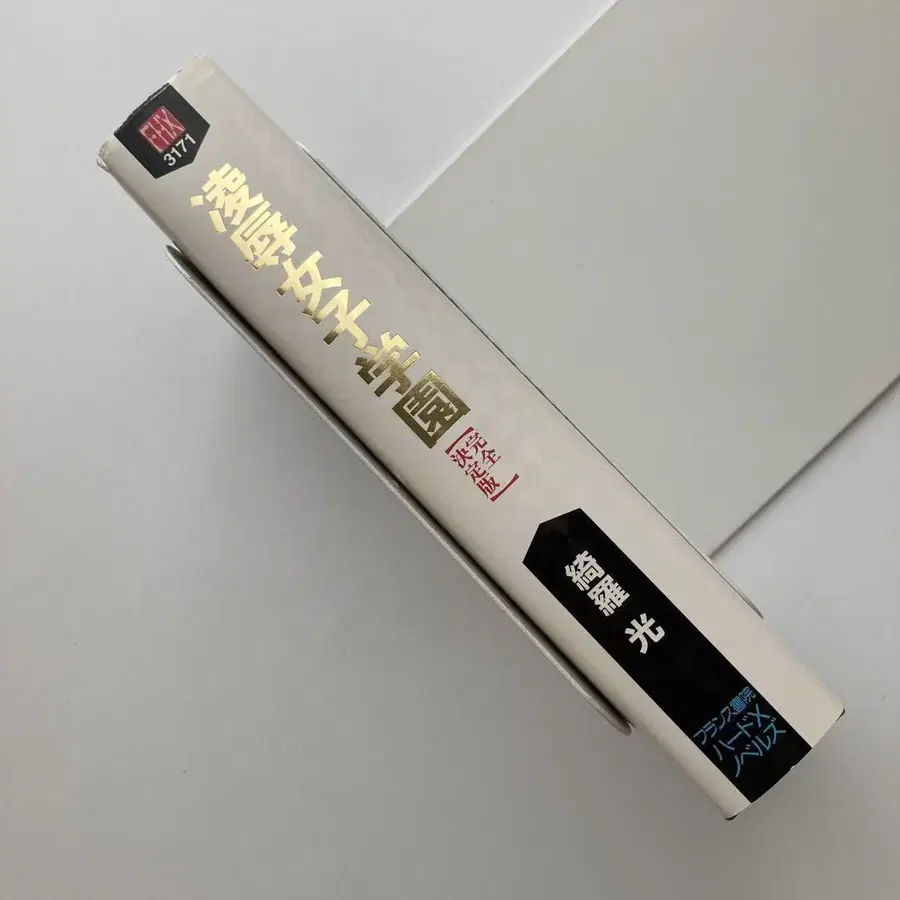 FHX
3171
凌辱女子学園
【完全
決定版】
綺羅 光
フランス書院
ハードX
ノベルズ